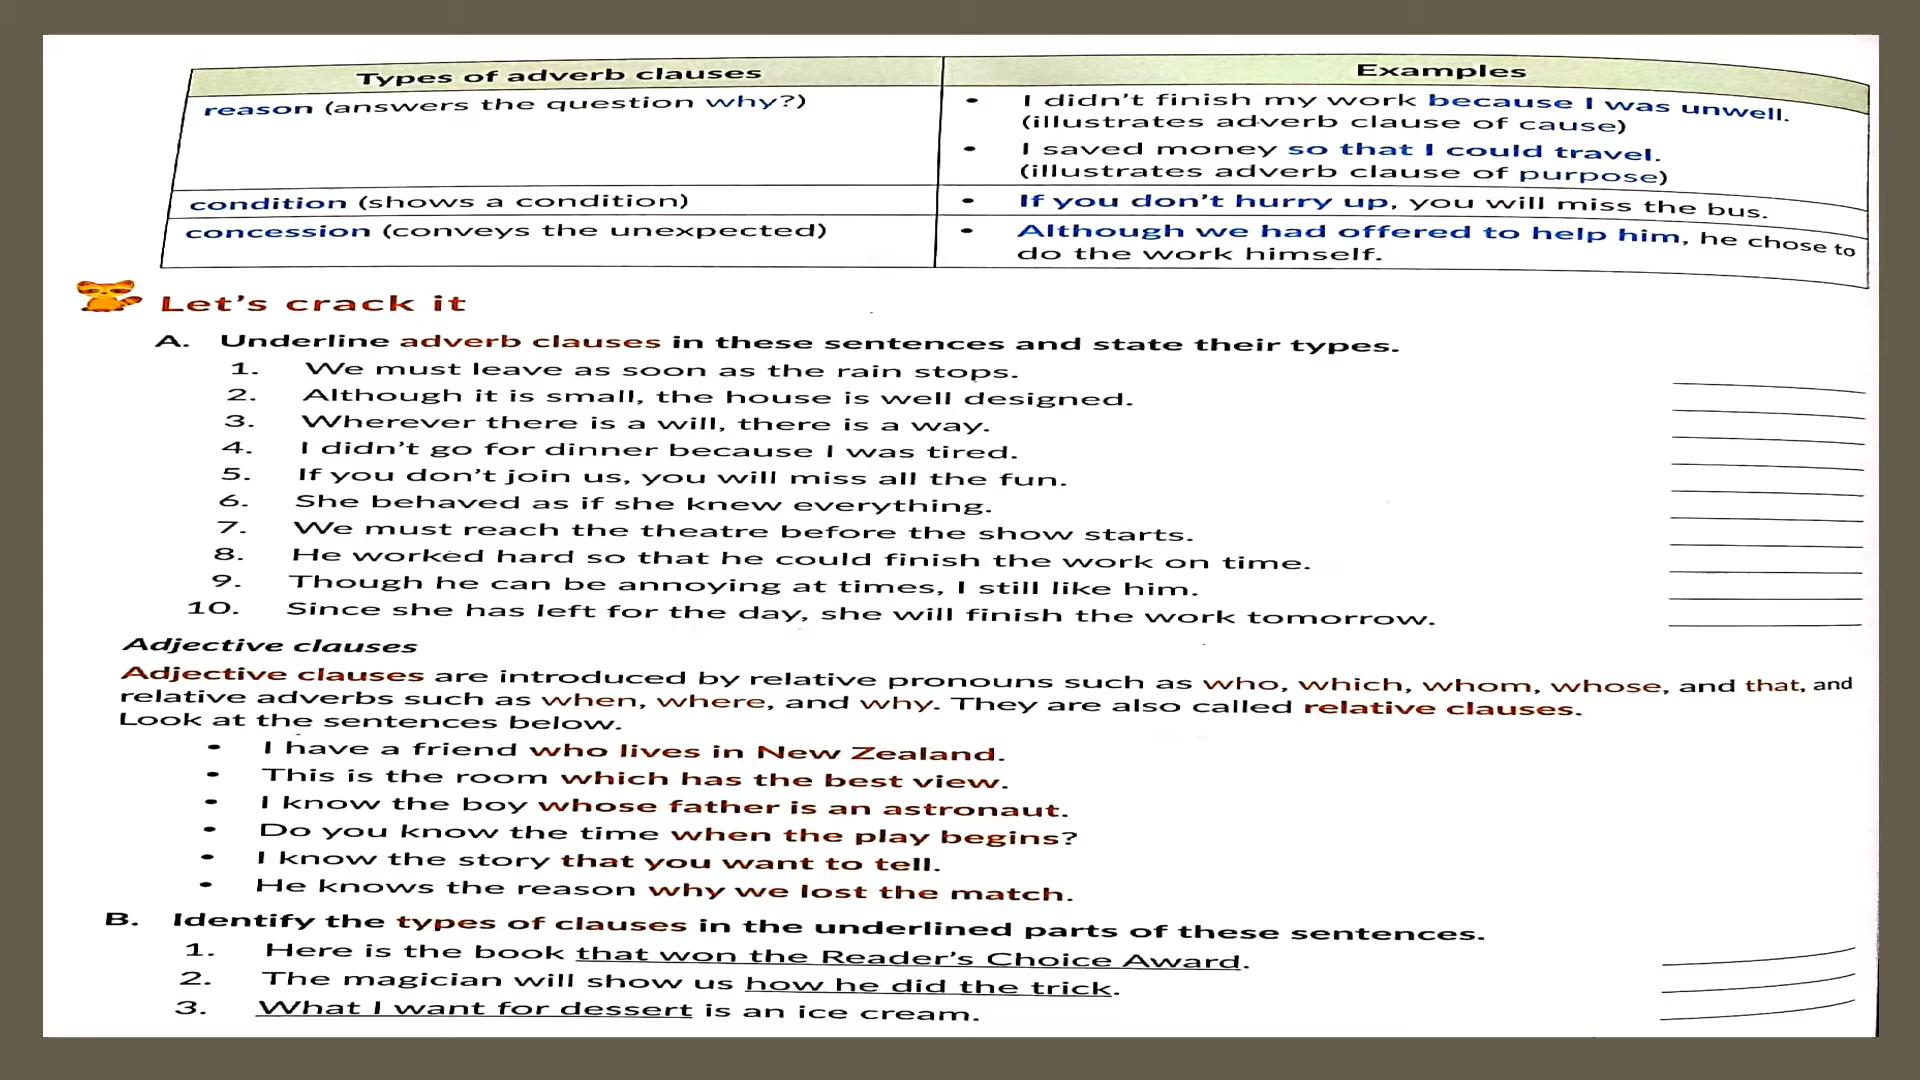 Types of adverb clauses
Examples
reason (answers the question why?)
• I didn't finish my work because I was unwell.
(illustrates adverb clause of cause)
• I saved money so that I could travel.
(illustrates adverb clause of purpose)
condition (shows a condition)
• If you don't hurry up, you will miss the bus.
concession (conveys the unexpected)
• Although we had offered to help him, he chose to
do the work himself.
Let's crack it
A. Underline adverb clauses in these sentences and state their types.
1. We must leave as soon as the rain stops.
2. Although it is small, the house is well designed.
3. Wherever there is a will, there is a way.
4. I didn't go for dinner because I was tired.
5. If you don't join us, you will miss all the fun.
6. She behaved as if she knew everything.
7. We must reach the theatre before the show starts.
8. He worked hard so that he could finish the work on time.
9. Though he can be annoying at times, I still like him.
10. Since she has left for the day, she will finish the work tomorrow.
Adjective clauses
Adjective clauses are introduced by relative pronouns such as who, which, whom, whose, and that, and
relative adverbs such as when, where, and why. They are also called relative clauses.
Look at the sentences below.
• I have a friend who lives in New Zealand.
• This is the room which has the best view.
• I know the boy whose father is an astronaut.
• Do you know the time when the play begins?
• I know the story that you want to tell.
• He knows the reason why we lost the match.
B. Identify the types of clauses in the underlined parts of these sentences.
1. Here is the book that won the Reader's Choice Award.
2. The magician will show us how he did the trick.
3. What I want for dessert is an ice cream.